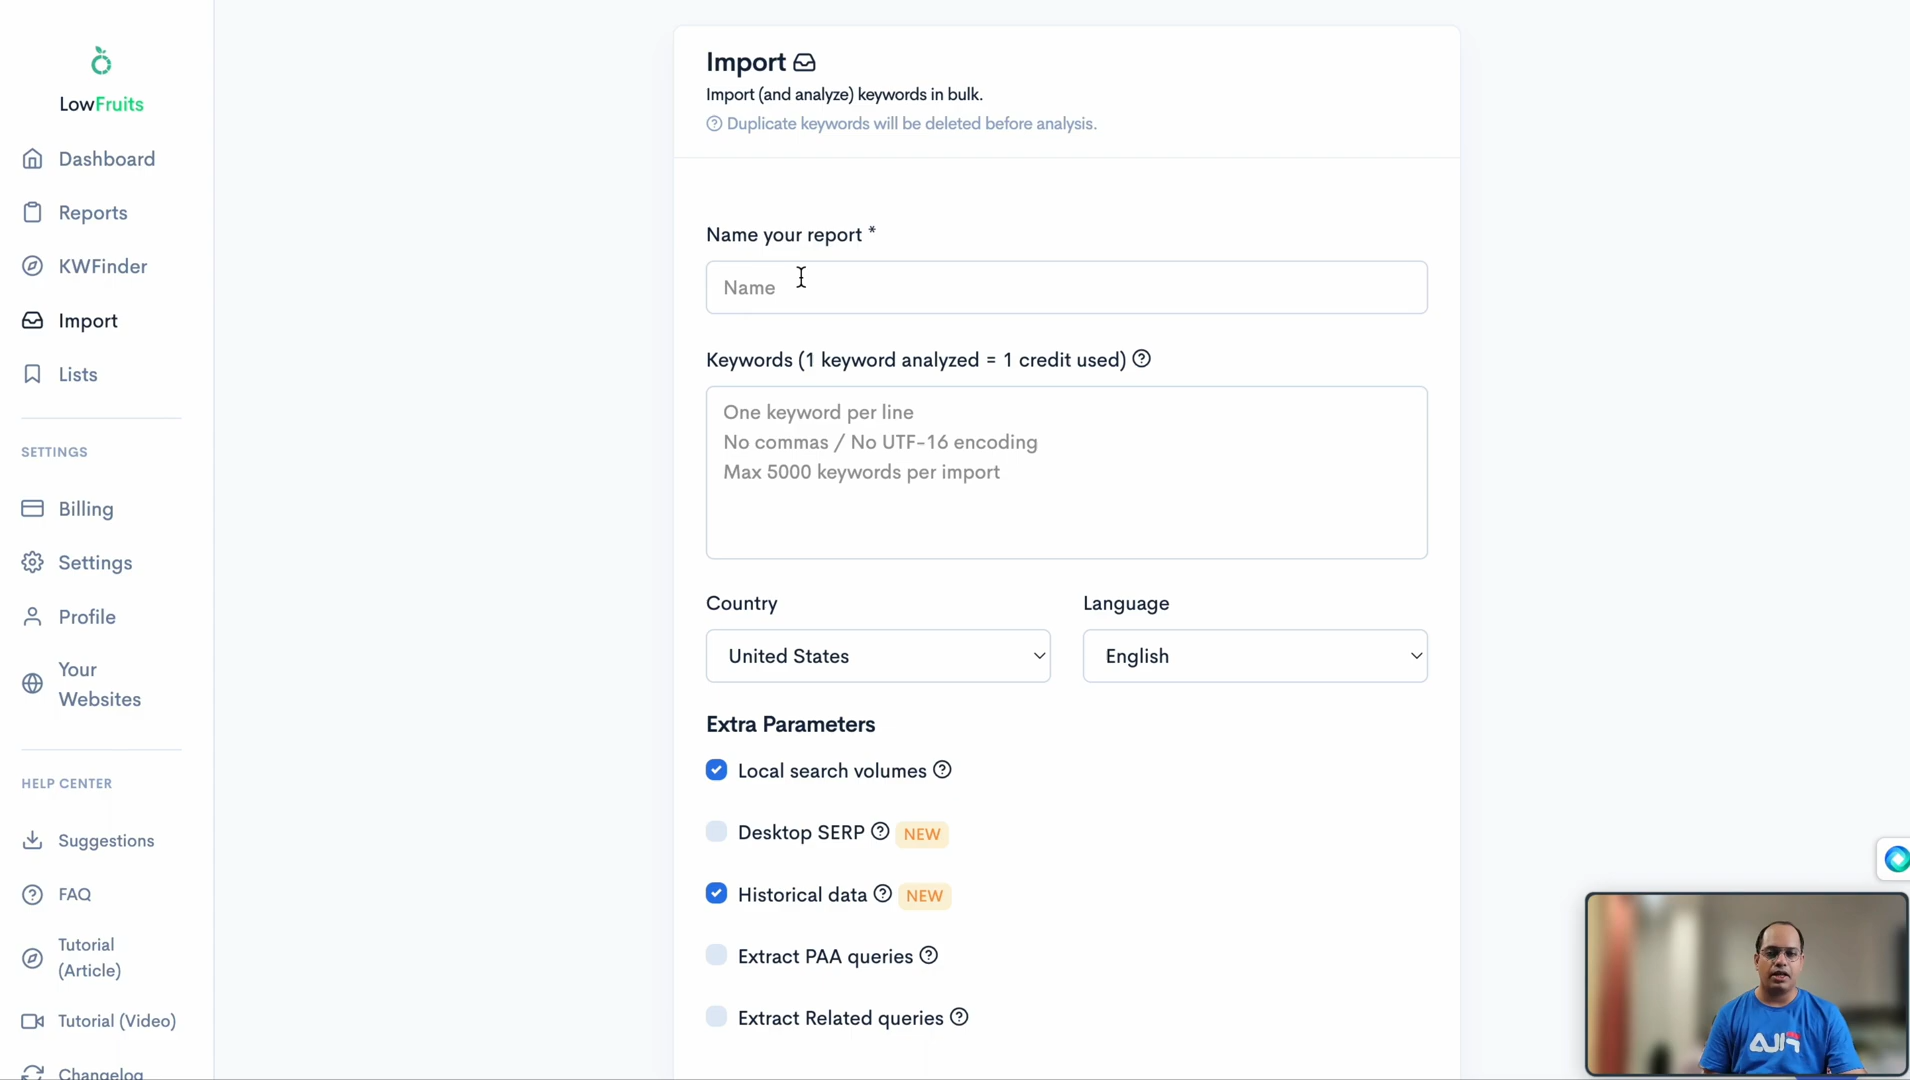 LowFruits
Dashboard
Reports
KWFinder
Import
Lists
SETTINGS
Billing
Settings
Profile
Your
Websites
HELP CENTER
Suggestions
FAQ
Tutorial
(Article)
Tutorial (Video)
Changelog
Import
Import (and analyze) keywords in bulk.
Duplicate keywords will be deleted before analysis.
Name your report *
Name
Keywords (1 keyword analyzed = 1 credit used)
One keyword per line
No commas / No UTF-16 encoding
Max 5000 keywords per import
Country
Language
United States
English
Extra Parameters
Local search volumes
Desktop SERP NEW
Historical data NEW
Extract PAA queries
Extract Related queries